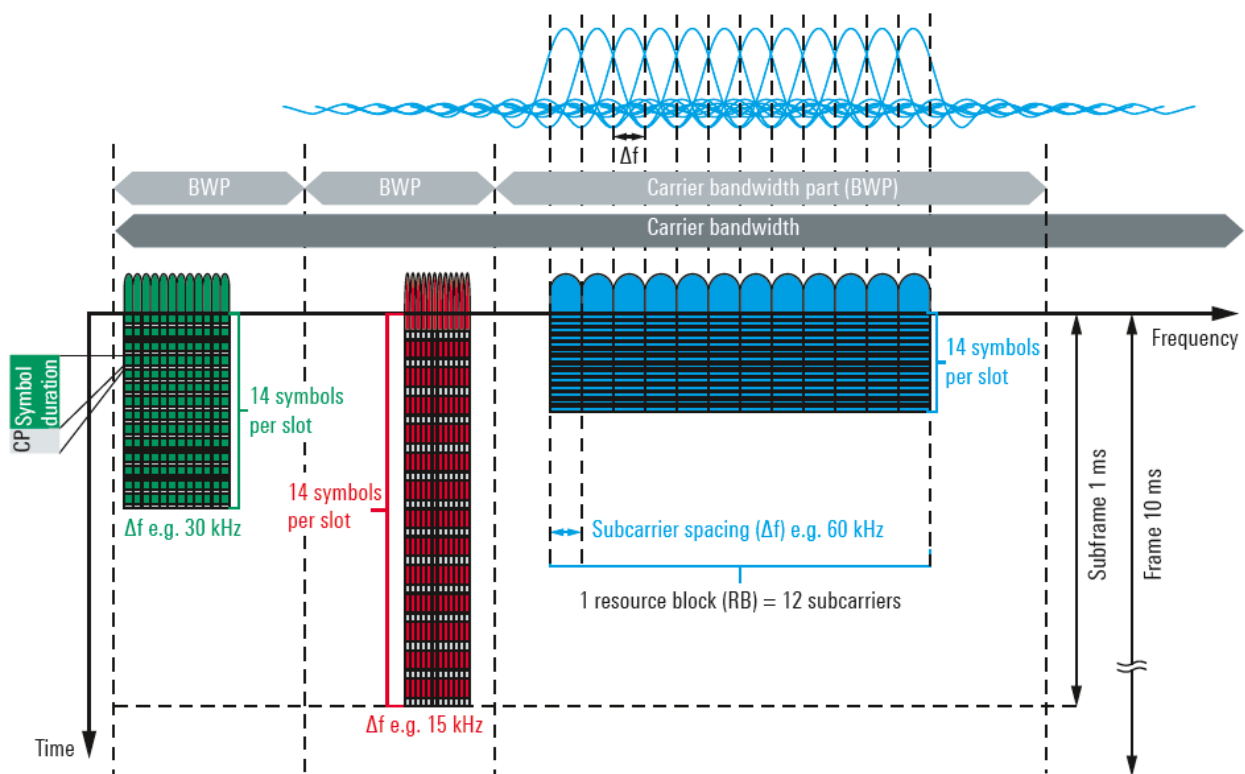 Δf
BWP
BWP
Carrier bandwidth part (BWP)
Carrier bandwidth
Frequency
Symbol
duration
CP
14 symbols
per slot
14 symbols
per slot
14 symbols
per slot
Δf e.g. 30 kHz
Subcarrier spacing (Δf) e.g. 60 kHz
1 resource block (RB) = 12 subcarriers
Subframe 1 ms
Frame 10 ms
Δf e.g. 15 kHz
Time